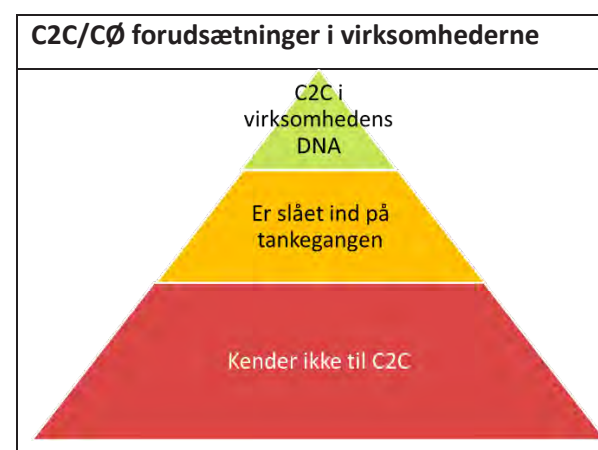 C2C/CØ forudsætninger i virksomhederne
C2C i
virksomhedens
DNA
Er slået ind på
tankegangen
Kender ikke til C2C